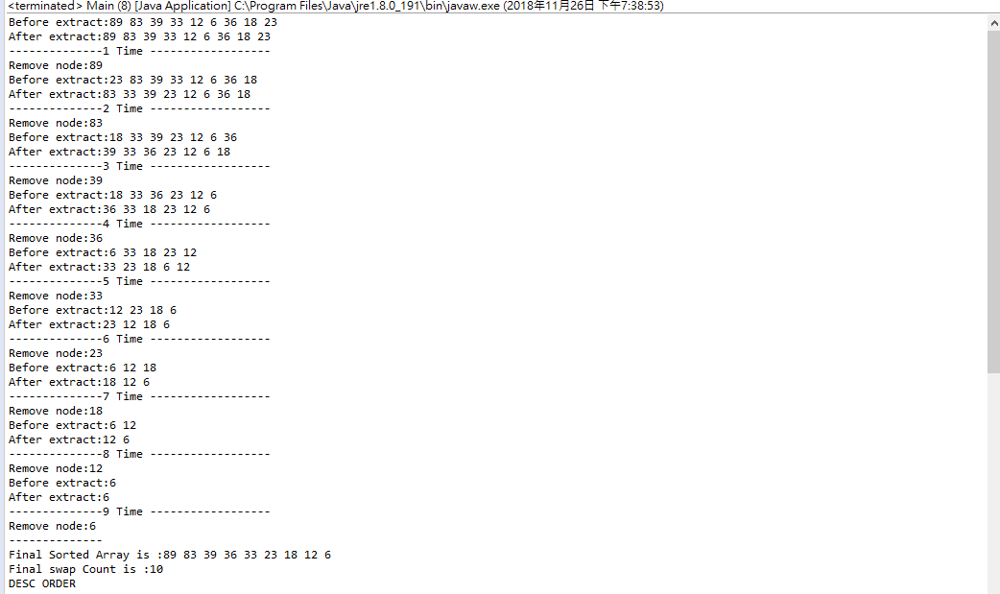 <terminated> Main (8) [Java Application] C:\Program Files\Java\jre1.8.0_191\bin\javaw.exe (2018年11月26日 下午7:38:53)
Before extract:89 83 39 33 12 6 36 18 23
After extract:89 83 39 33 12 6 36 18 23
--------------1 Time ------------------
Remove node:89
Before extract:23 83 39 33 12 6 36 18
After extract:83 33 39 23 12 6 36 18
--------------2 Time ------------------
Remove node:83
Before extract:18 33 39 23 12 6 36
After extract:39 33 36 23 12 6 18
--------------3 Time ------------------
Remove node:39
Before extract:18 33 36 23 12 6
After extract:36 33 18 23 12 6
--------------4 Time ------------------
Remove node:36
Before extract:6 33 18 23 12
After extract:33 23 18 6 12
--------------5 Time ------------------
Remove node:33
Before extract:12 23 18 6
After extract:23 12 18 6
--------------6 Time ------------------
Remove node:23
Before extract:6 12 18
After extract:18 12 6
--------------7 Time ------------------
Remove node:18
Before extract:6 12
After extract:12 6
--------------8 Time ------------------
Remove node:12
Before extract:6
After extract:6
--------------9 Time ------------------
Remove node:6
--------------
Final Sorted Array is :89 83 39 36 33 23 18 12 6
Final swap Count is :10
DESC ORDER